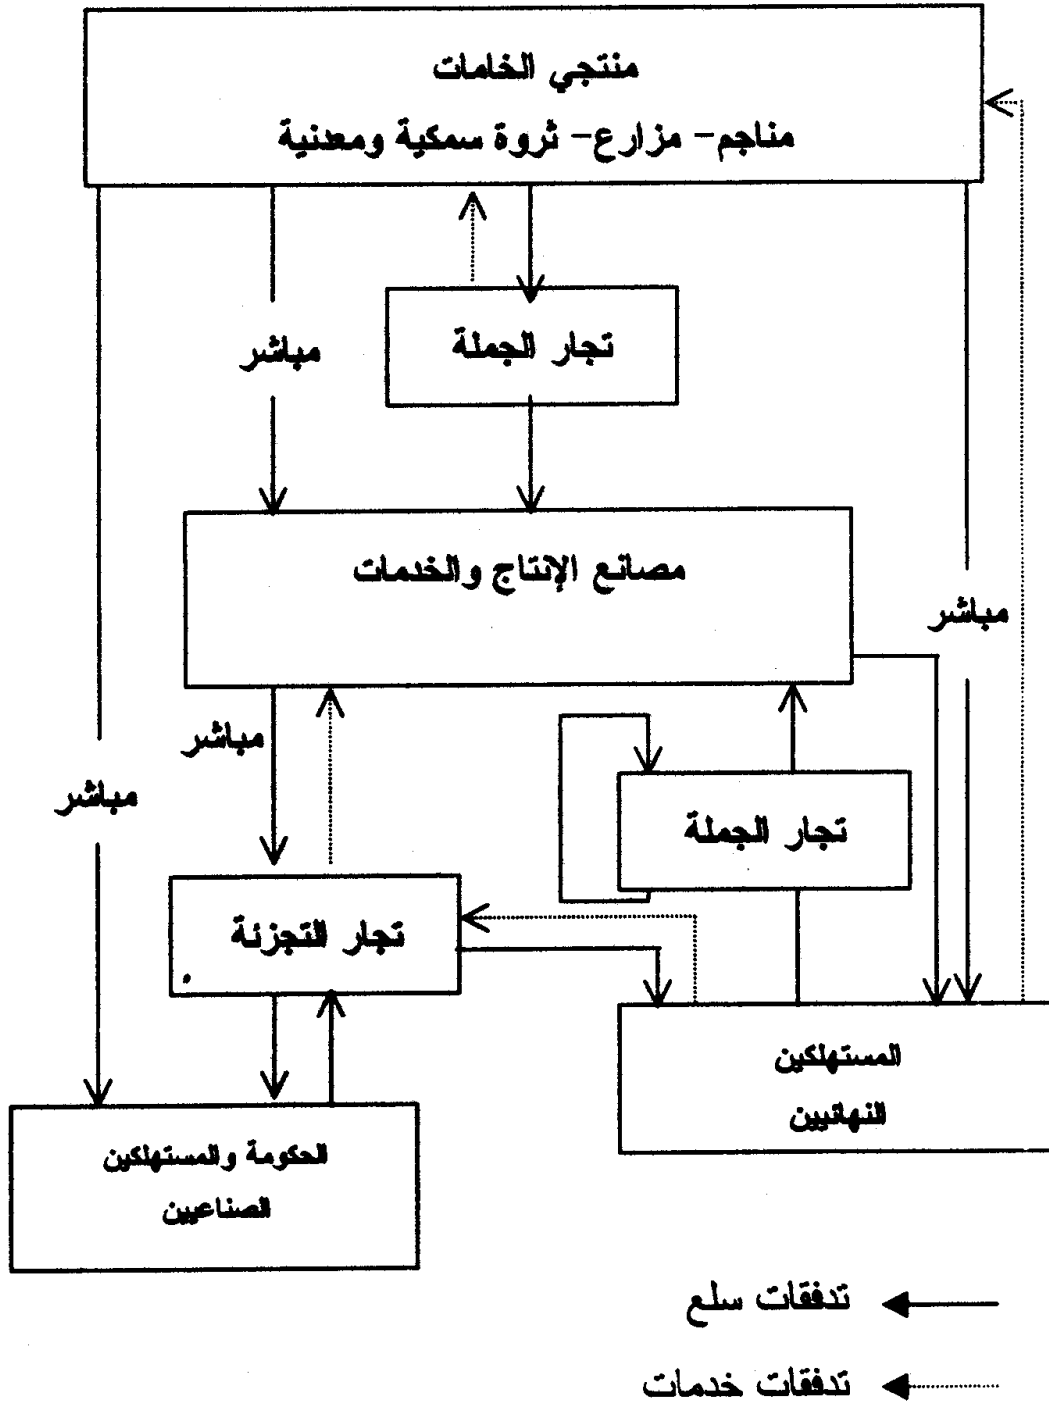 منتجي الخامات
مناجم- مزارع- ثروة سمكية ومعدنية
تجار الجملة
مباشر
مصانع الإنتاج والخدمات
مباشر
مباشر
مباشر
تجار الجملة
تجار التجزئة
المستهلكين
النهائيين
الحكومة والمستهلكين
الصناعيين
تدفقات سلع
تدفقات خدمات